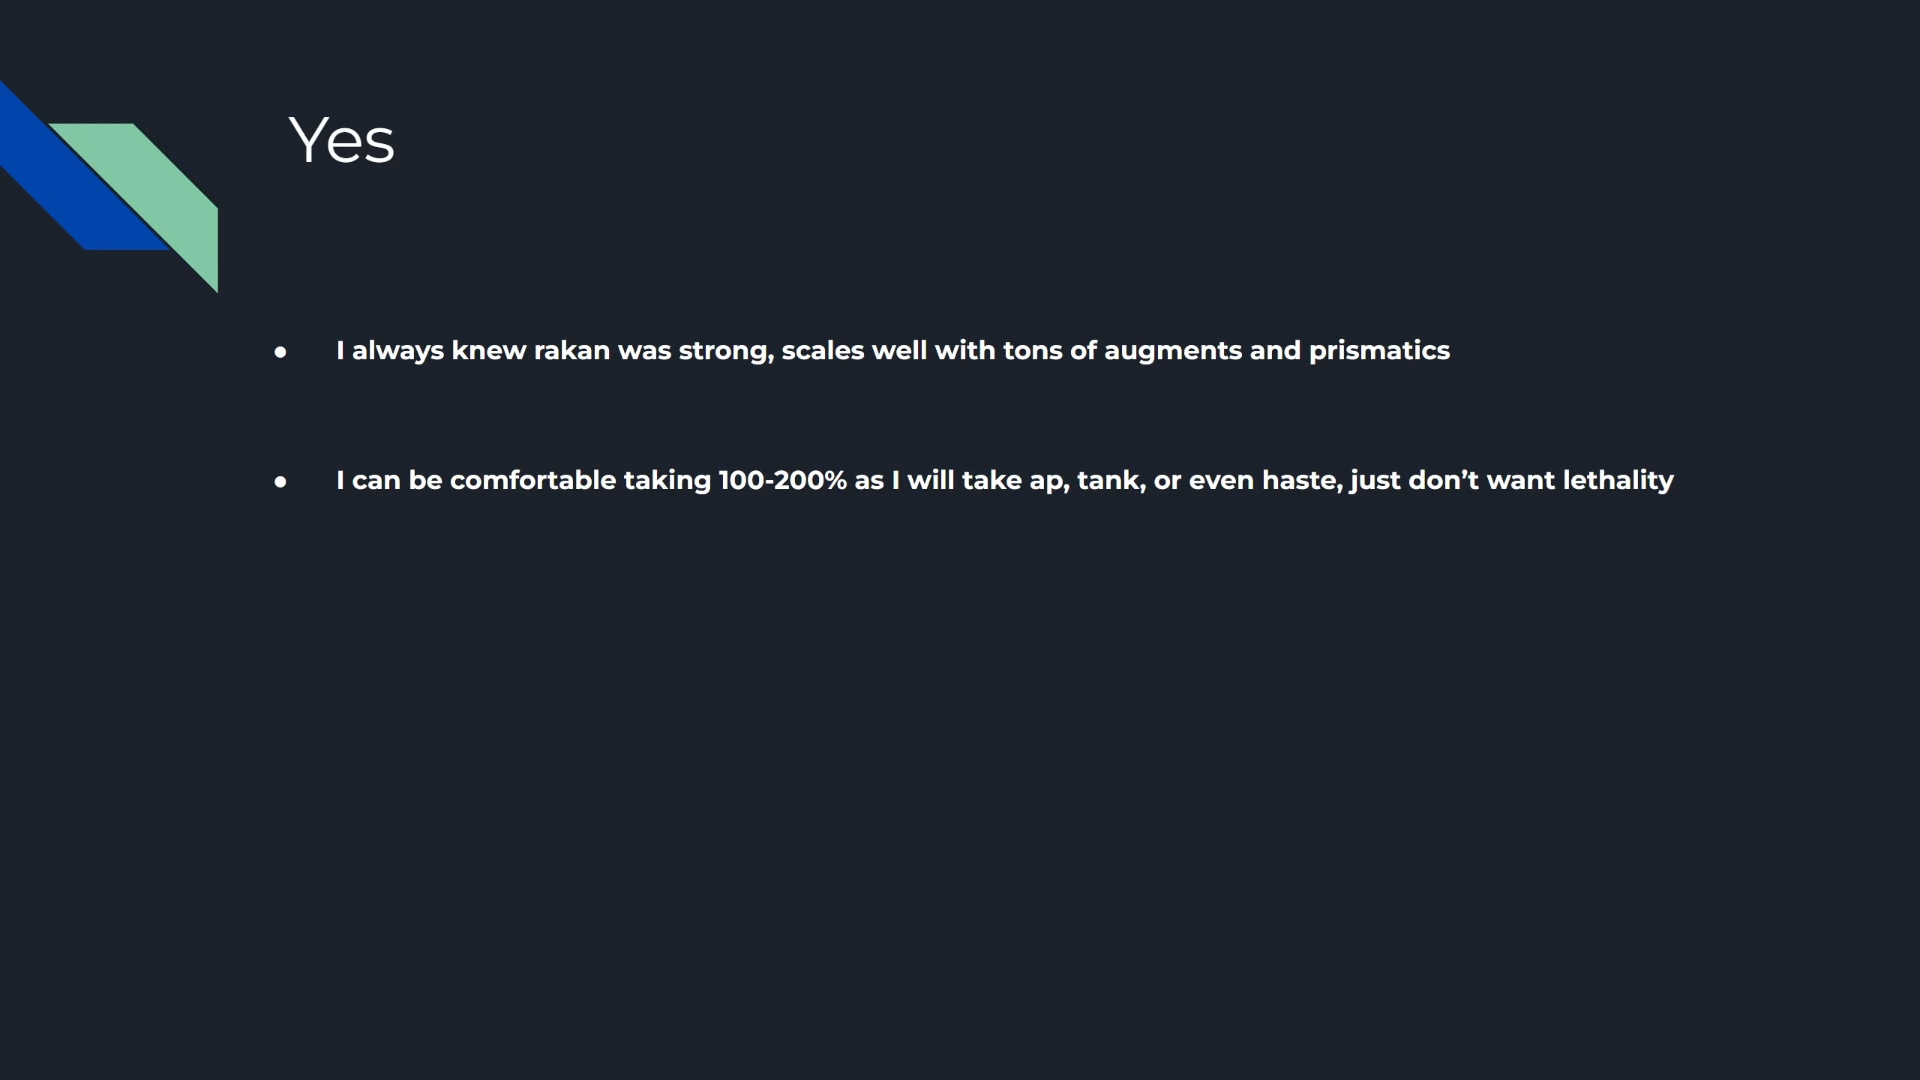 Yes
● I always knew rakan was strong, scales well with tons of augments and prismatics
● I can be comfortable taking 100-200% as I will take ap, tank, or even haste, just don’t want lethality